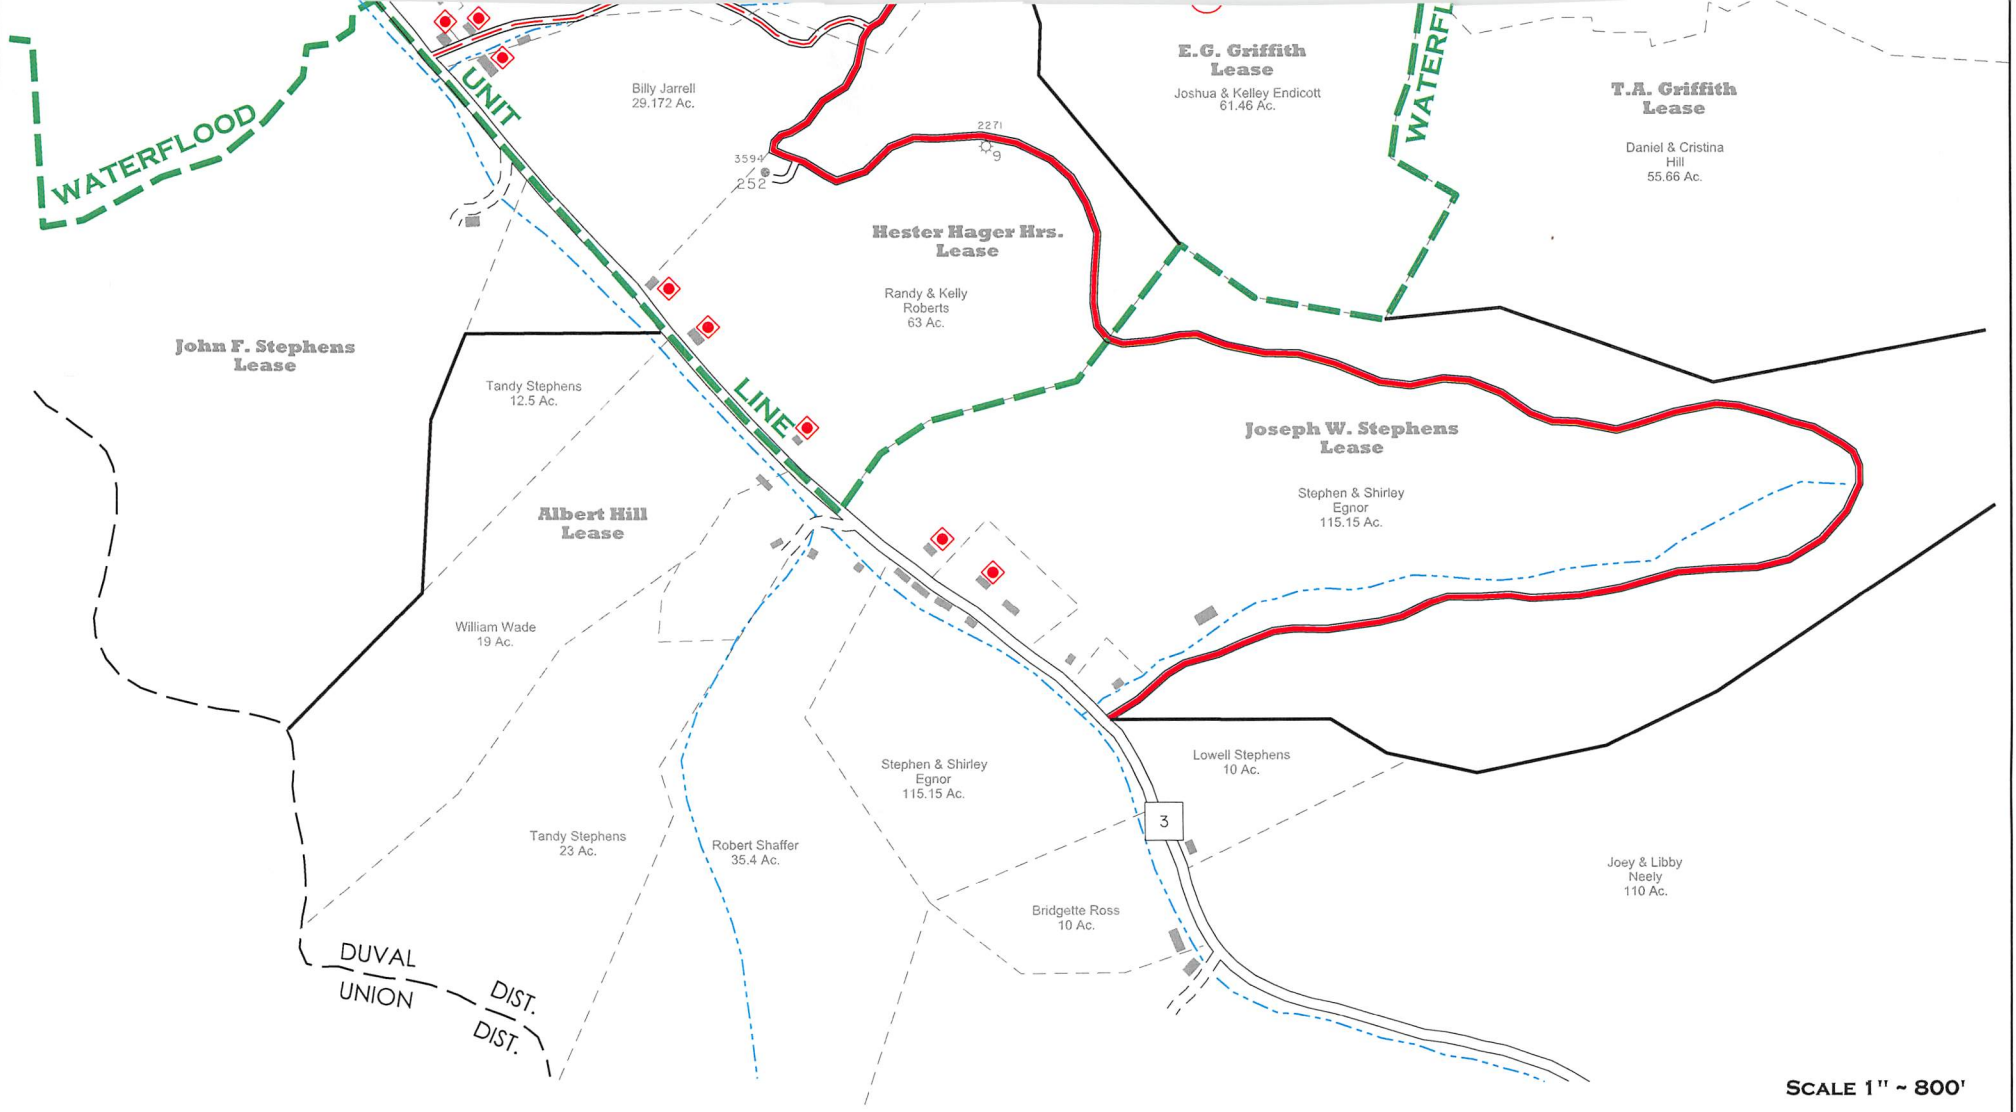 E.G. Griffith
Lease
Joshua & Kelley Endicott
61.46 Ac.
WATERFL
T.A. Griffith
Lease
Daniel & Cristina
Hill
55.66 Ac.
UNIT
Billy Jarrell
29.172 Ac.
WATERFLOOD
2271
9
3594
252
Hester Hager Hrs.
Lease
Randy & Kelly
Roberts
63 Ac.
John F. Stephens
Lease
Tandy Stephens
12.5 Ac.
LINE
Joseph W. Stephens
Lease
Stephen & Shirley
Egnor
115.15 Ac.
Albert Hill
Lease
William Wade
19 Ac.
Lowell Stephens
10 Ac.
Stephen & Shirley
Egnor
115.15 Ac.
3
Tandy Stephens
23 Ac.
Robert Shaffer
35.4 Ac.
Joey & Libby
Neely
110 Ac.
Bridgette Ross
10 Ac.
DUVAL DIST.
UNION DIST.
SCALE 1" ~ 800'